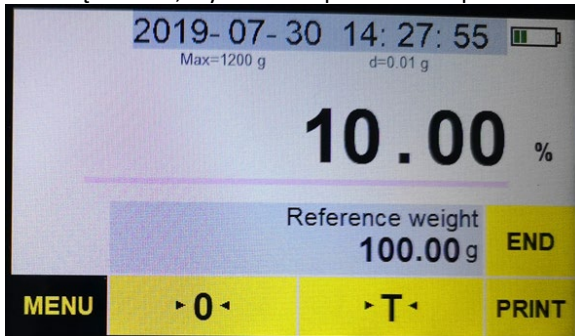 2019-07-30 14:27:55
Max=1200 g d=0.01 g
10.00 %
Reference weight
100.00 g
END
MENU ►0◄ ►T◄ PRINT